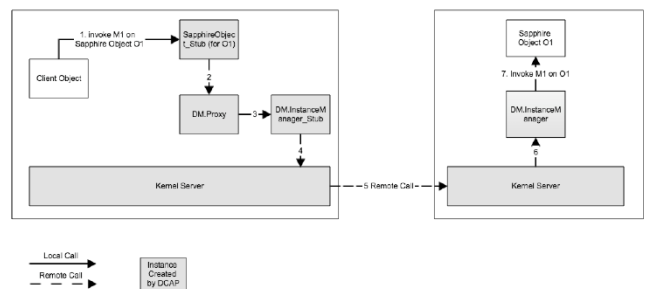 1. invoke M1 on
Sapphire Object O1
SapphireObjec
t_Stub (for O1)
Client Object
2
DM.Proxy
3
DM.InstanceM
anager_Stub
4
Kernel Server
5 Remote Call
Sapphire
Object O1
7. Invoke M1 on O1
DM.InstanceM
anager
6
Kernel Server
Local Call
Remote Call
Instance
Created
by DCAP